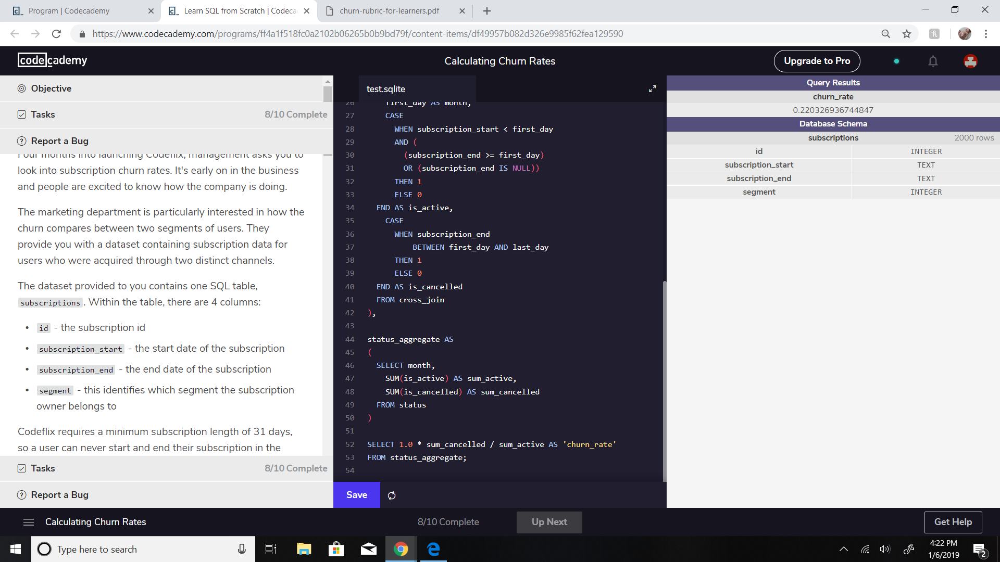 Program | Codecademy
Learn SQL from Scratch | Codeca
churn-rubric-for-learners.pdf
https://www.codecademy.com/programs/ff4a1f518fc0a2102b06265b0b9bd79f/content-items/df49957b082d326e9985f62fea129590
codecademy
Calculating Churn Rates
Upgrade to Pro
Objective
Tasks
8/10 Complete
Report a Bug
Four months into launching Codeflix, management asks you to
look into subscription churn rates. It's early on in the business
and people are excited to know how the company is doing.
The marketing department is particularly interested in how the
churn compares between two segments of users. They
provide you with a dataset containing subscription data for
users who were acquired through two distinct channels.
The dataset provided to you contains one SQL table,
subscriptions. Within the table, there are 4 columns:
• id - the subscription id
• subscription_start - the start date of the subscription
• subscription_end - the end date of the subscription
• segment - this identifies which segment the subscription
owner belongs to
Codeflix requires a minimum subscription length of 31 days,
so a user can never start and end their subscription in the
Tasks
8/10 Complete
Report a Bug
test.sqlite
26 first_day AS month,
27 CASE
28 WHEN subscription_start < first_day
29 AND (
30 (subscription_end >= first_day)
31 OR (subscription_end IS NULL))
32 THEN 1
33 ELSE 0
34 END AS is_active,
35 CASE
36 WHEN subscription_end
37 BETWEEN first_day AND last_day
38 THEN 1
39 ELSE 0
40 END AS is_cancelled
41 FROM cross_join
42 ),
43
44 status_aggregate AS
45 (
46 SELECT month,
47 SUM(is_active) AS sum_active,
48 SUM(is_cancelled) AS sum_cancelled
49 FROM status
50 )
51
52 SELECT 1.0 * sum_cancelled / sum_active AS 'churn_rate'
53 FROM status_aggregate;
54
Save
Query Results
churn_rate
0.220326936744847
Database Schema
subscriptions 2000 rows
id INTEGER
subscription_start TEXT
subscription_end TEXT
segment INTEGER
Calculating Churn Rates
8/10 Complete
Up Next
Get Help
Type here to search
4:22 PM
1/6/2019
2